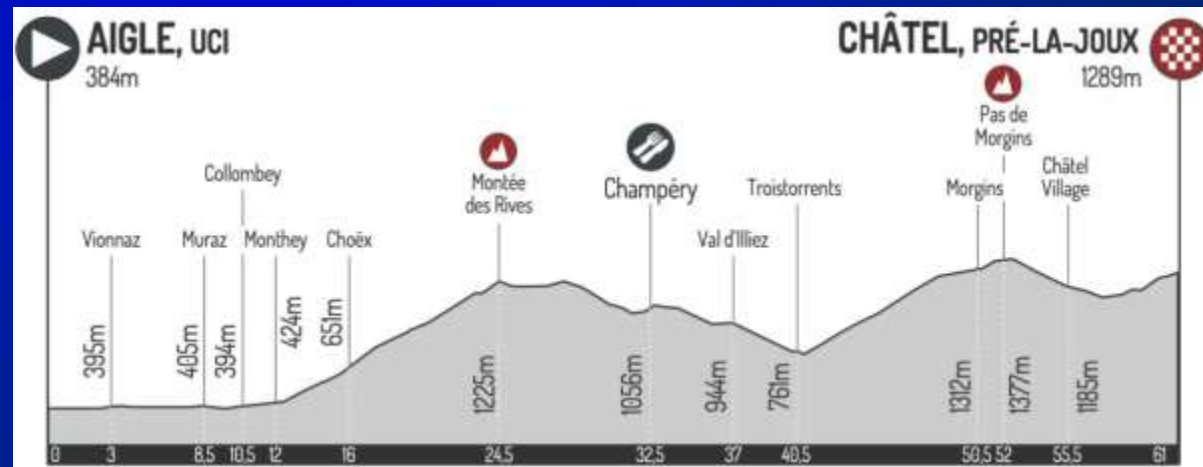 AIGLE, UCI
384m
CHÂTEL, PRÉ-LA-JOUX
1289m
Vionnaz
Muraz
Collombey
Monthey
Choëx
Montée
des Rives
Champéry
Val d'Illiez
Troistorrents
Morgins
Pas de
Morgins
Châtel
Village
395m
405m
394m
424m
651m
1225m
1056m
944m
761m
1312m
1377m
1185m
0 3 8,5 10,5 12 16 24,5 32,5 37 40,5 50,5 52 55,5 61